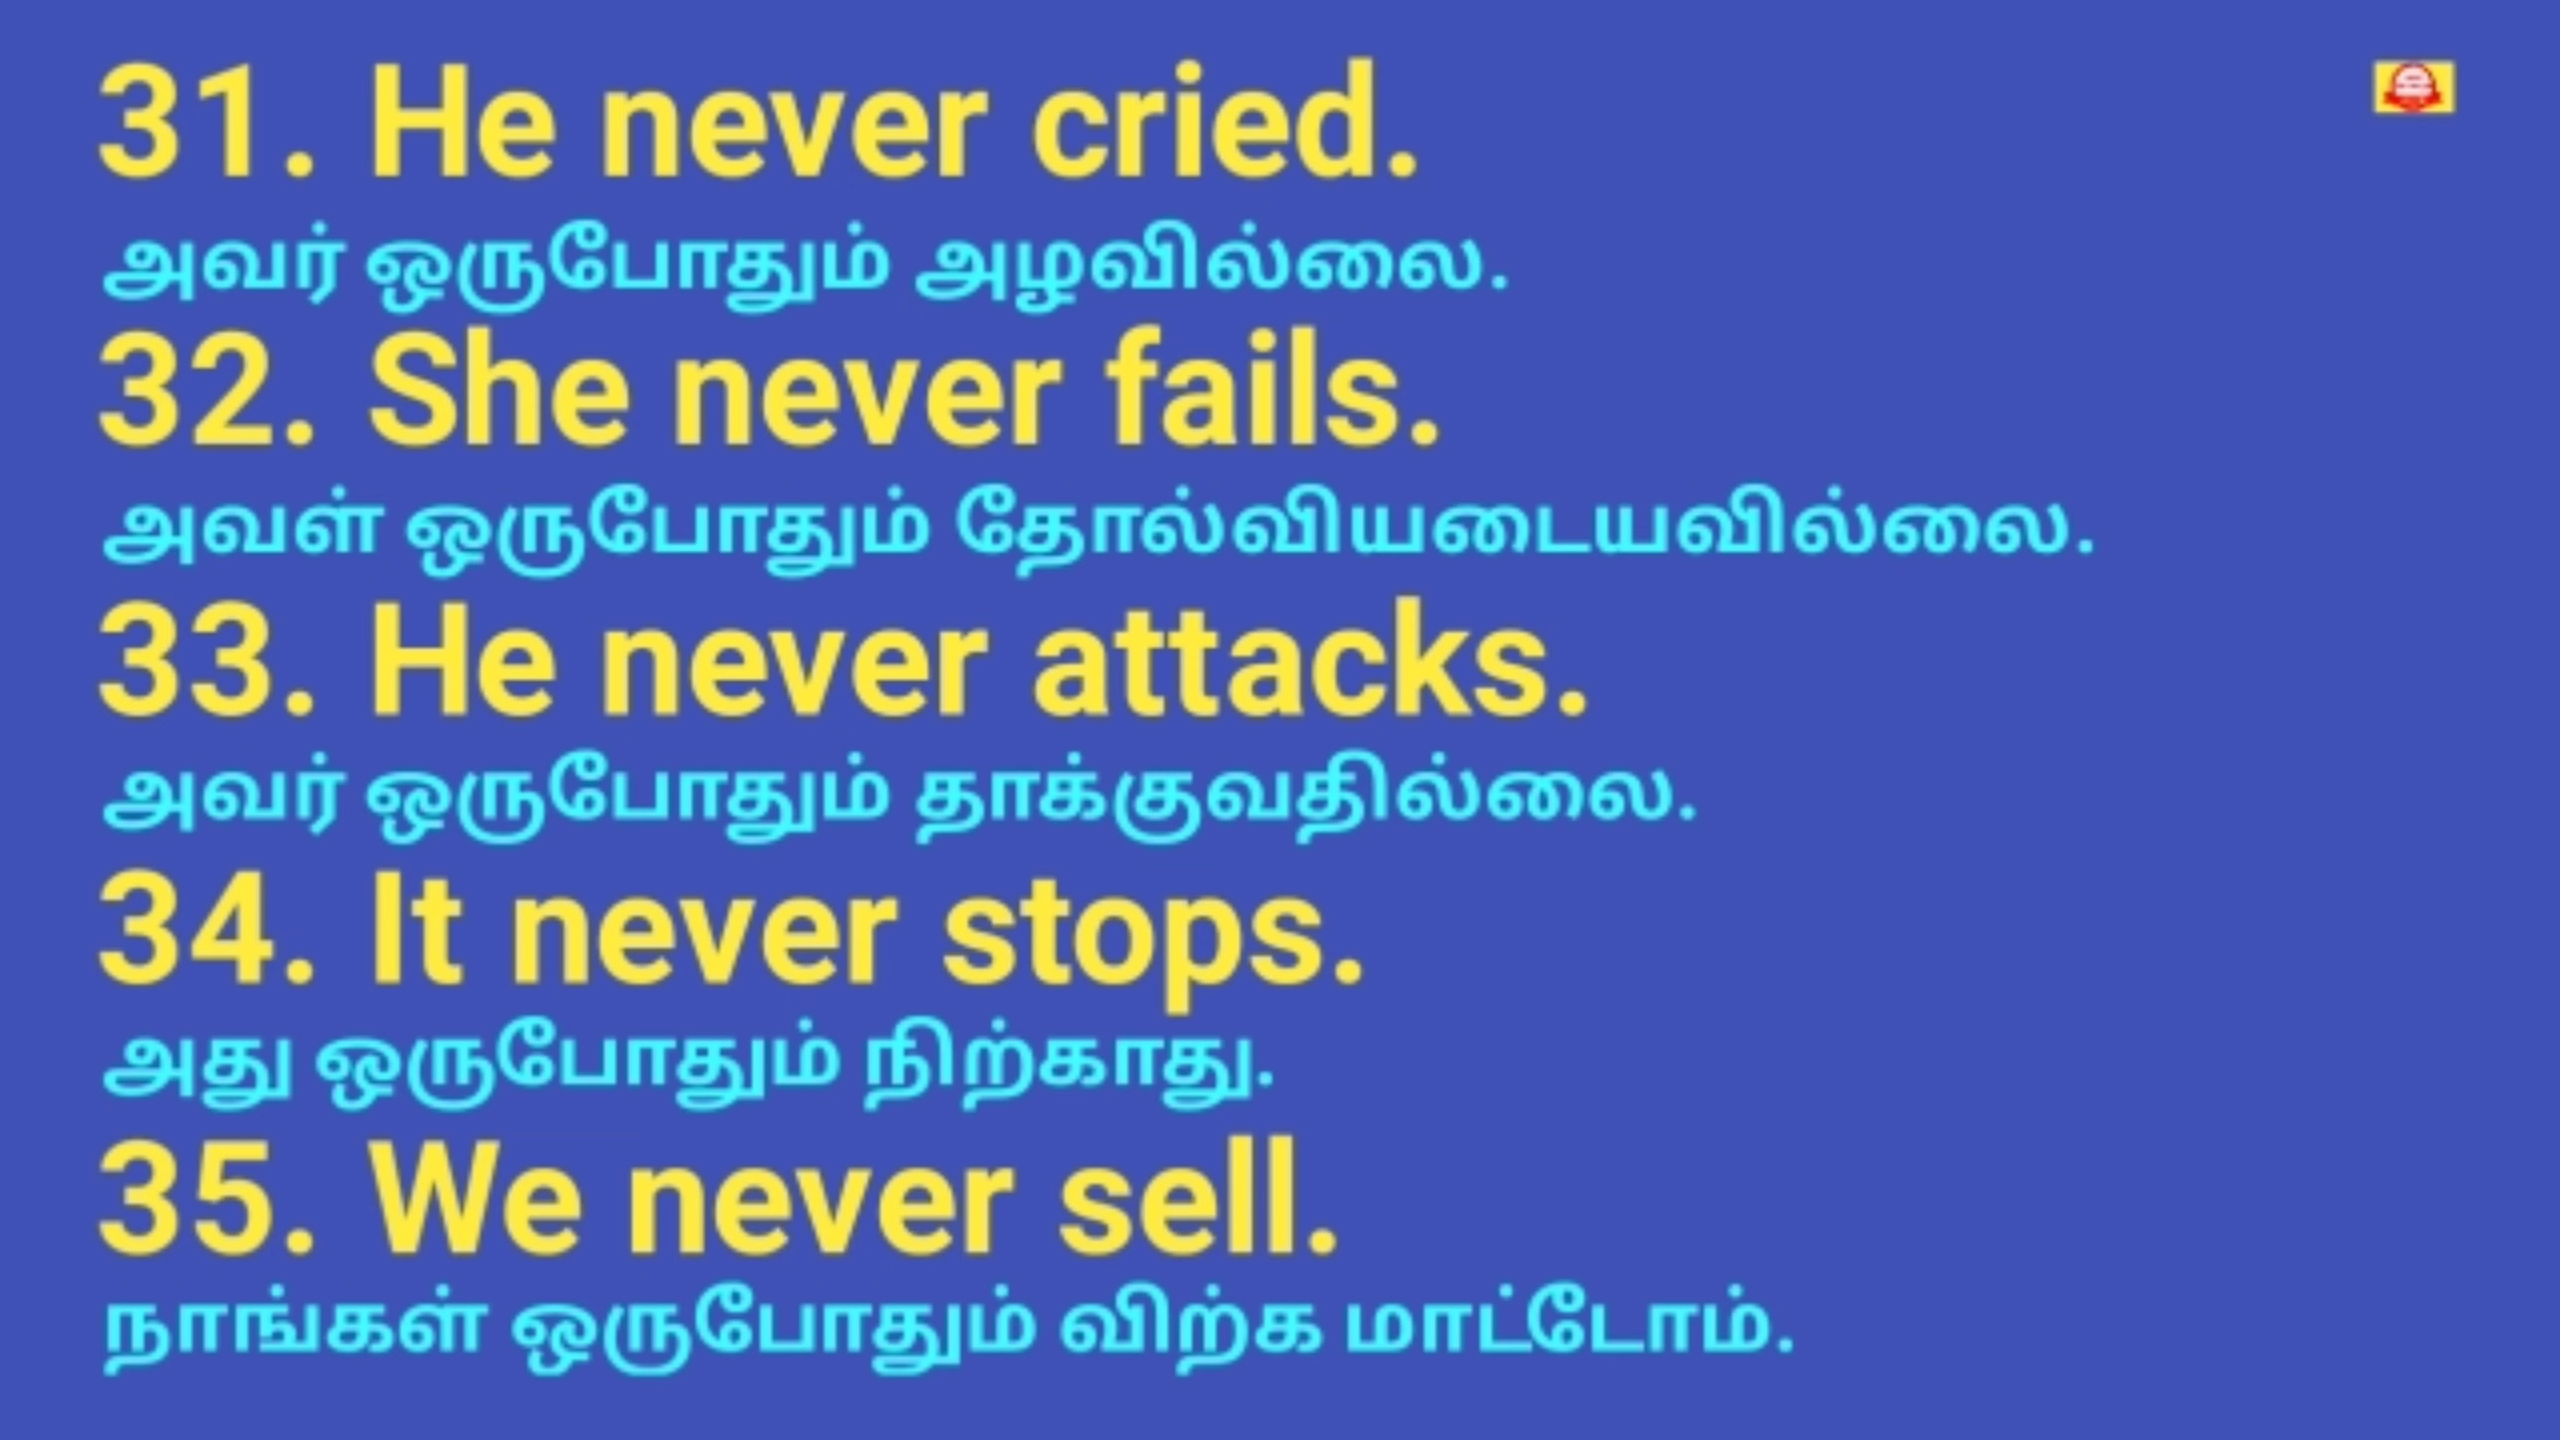 31. He never cried.
அவர் ஒருபோதும் அழவில்லை.
32. She never fails.
அவள் ஒருபோதும் தோல்வியடையவில்லை.
33. He never attacks.
அவர் ஒருபோதும் தாக்குவதில்லை.
34. It never stops.
அது ஒருபோதும் நிற்காது.
35. We never sell.
நாங்கள் ஒருபோதும் விற்க மாட்டோம்.